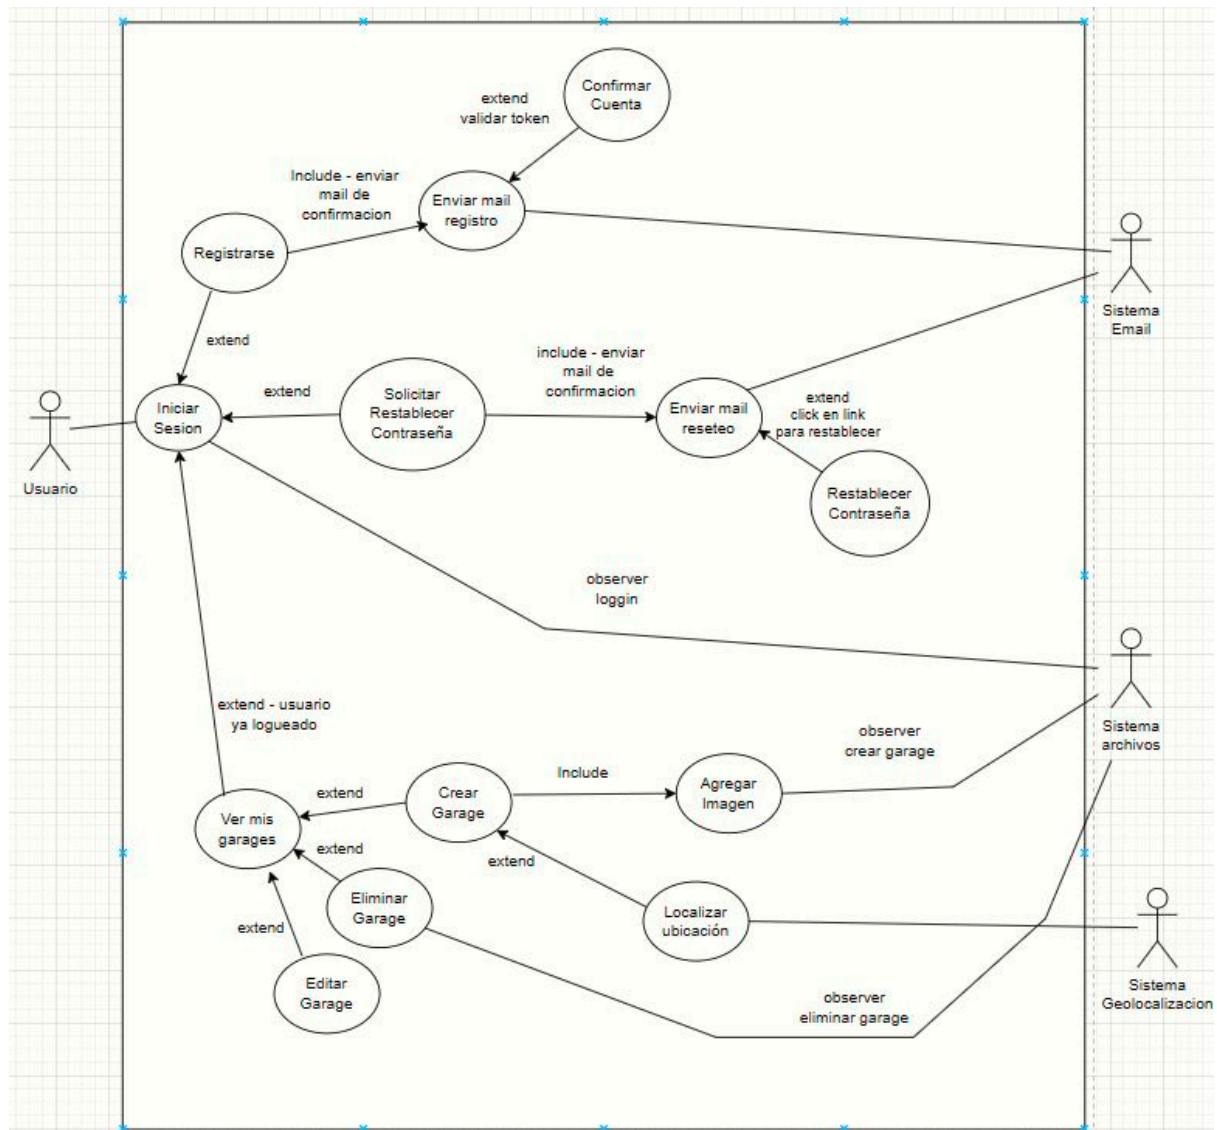 Confirmar
Cuenta
extend
validar token
Include - enviar
mail de
confirmacion
Enviar mail
registro
Registrarse
Sistema
Email
extend
include - enviar
mail de
confirmacion
extend
Solicitar
Restablecer
Contraseña
Iniciar
Sesion
Enviar mail
reseteo
extend
click en link
para restablecer
Usuario
Restablecer
Contraseña
observer
loggin
extend - usuario
ya logueado
Sistema
archivos
observer
crear garage
Include
extend
Crear
Garage
Agregar
Imagen
Ver mis
garages
extend
extend
Eliminar
Garage
Localizar
ubicación
extend
Editar
Garage
Sistema
Geolocalizacion
observer
eliminar garage